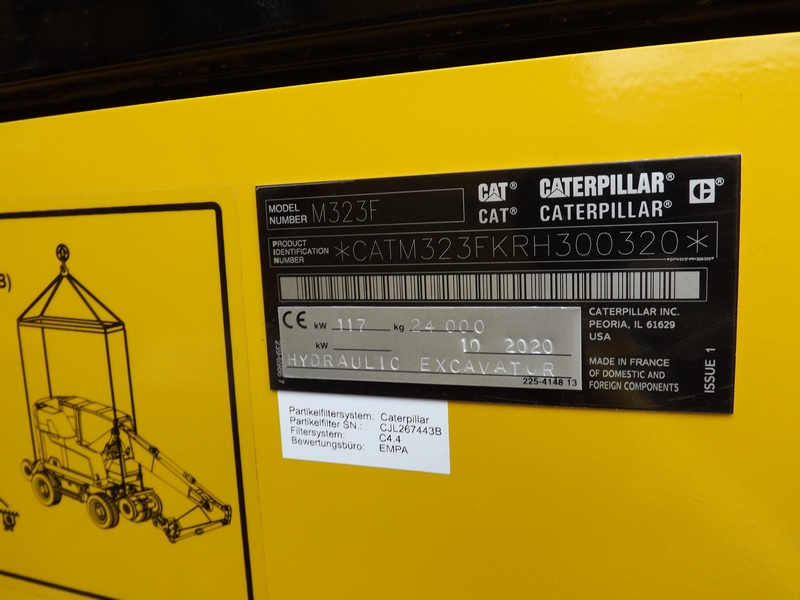 B)
MODEL NUMBER M323F
CAT® CATERPILLAR®
CAT® CATERPILLAR®
PRODUCT IDENTIFICATION NUMBER *CATM323FKRH300320*
*CATM323FKRH300320*
CE kW 117 kg 24 000
kW 10 2020
HYDRAULIC EXCAVATOR
225-4148 13
CATERPILLAR INC.
PEORIA, IL 61629
USA
MADE IN FRANCE
OF DOMESTIC AND
FOREIGN COMPONENTS
ISSUE 1
Partikelfiltersystem: Caterpillar
Partikelfilter SN.: CJL267443B
Filtersystem: C4.4
Bewertungsbüro: EMPA